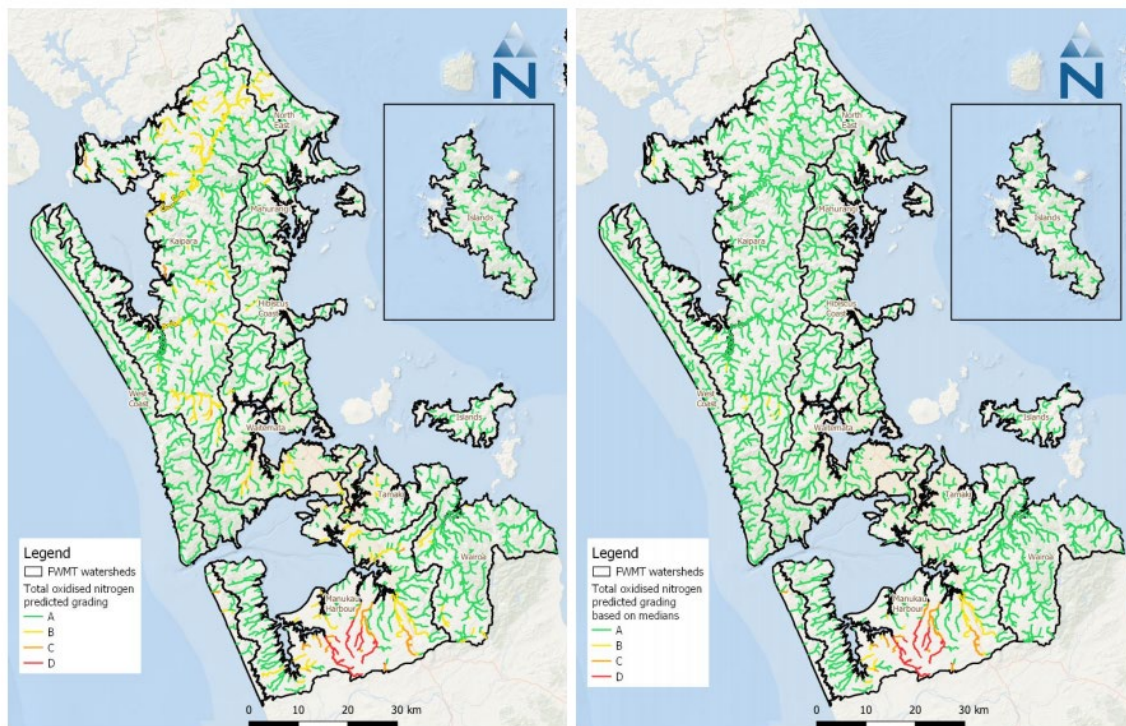 N
North
East
Islands
Mahurangi
Kaipara
Hibiscus
Coast
West
Coast
Islands
Waitemata
Tamaki
Wairoa
Legend
FWMT watersheds
Total oxidised nitrogen
predicted grading
A
B
C
D
Manukau
Harbour
0 10 20 30 km
N
North
East
Islands
Mahurangi
Kaipara
Hibiscus
Coast
West
Coast
Islands
Waitemata
Tamaki
Wairoa
Legend
FWMT watersheds
Total oxidised nitrogen
predicted grading
based on medians
A
B
C
D
Manukau
Harbour
0 10 20 30 km